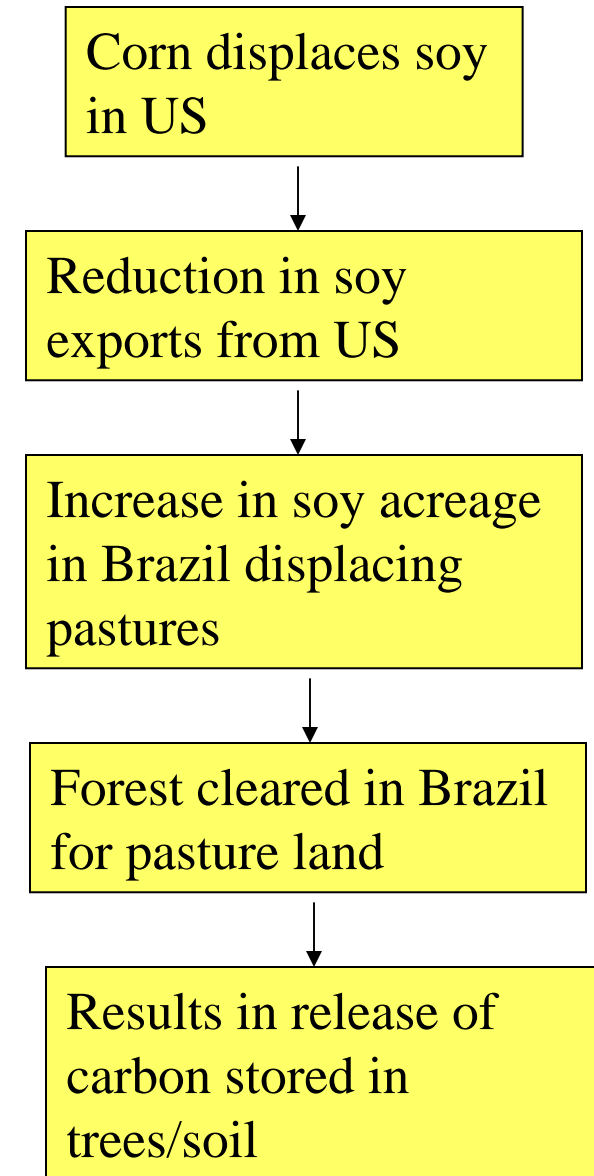 Corn displaces soy
in US
Reduction in soy
exports from US
Increase in soy acreage
in Brazil displacing
pastures
Forest cleared in Brazil
for pasture land
Results in release of
carbon stored in
trees/soil